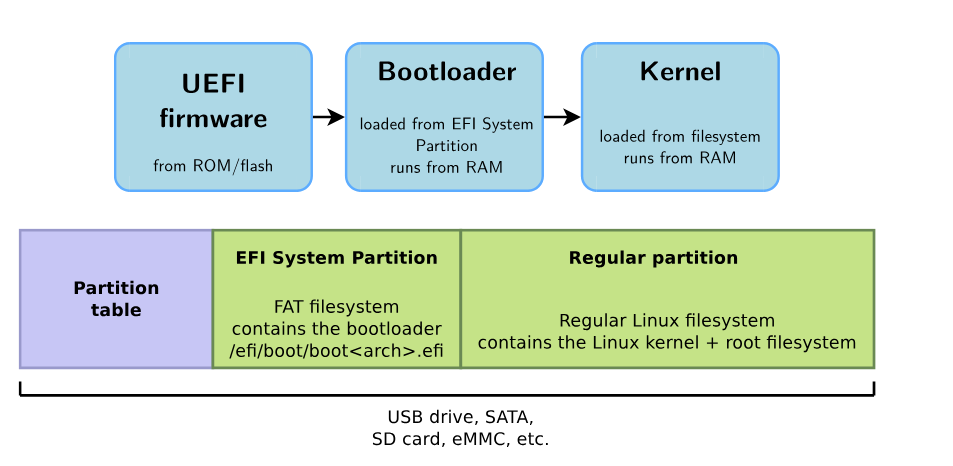 UEFI
firmware
from ROM/flash
Bootloader
loaded from EFI System
Partition
runs from RAM
Kernel
loaded from filesystem
runs from RAM
Partition
table
EFI System Partition
FAT filesystem
contains the bootloader
/efi/boot/boot<arch>.efi
Regular partition
Regular Linux filesystem
contains the Linux kernel + root filesystem
USB drive, SATA,
SD card, eMMC, etc.